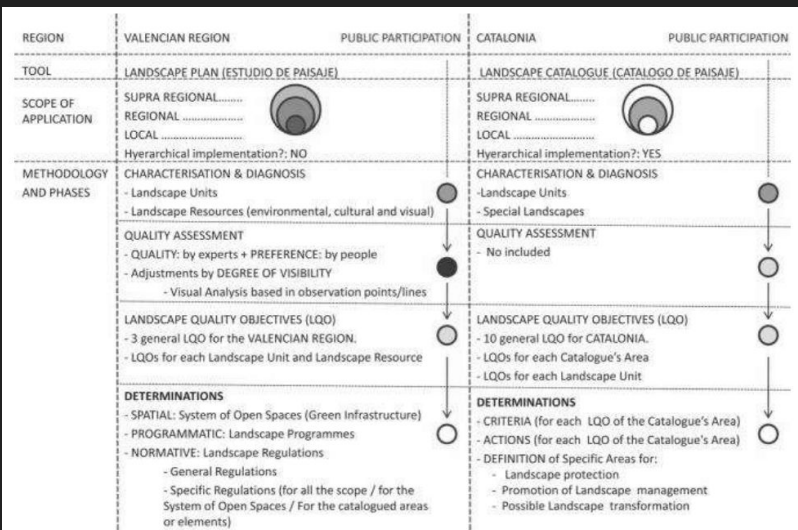 REGION VALENCIAN REGION PUBLIC PARTICIPATION CATALONIA PUBLIC PARTICIPATION
TOOL LANDSCAPE PLAN (ESTUDIO DE PAISAJE) LANDSCAPE CATALOGUE (CATALOGO DE PAISAJE)
SCOPE OF APPLICATION
SUPRA REGIONAL........
REGIONAL ...................
LOCAL ..........................
Hyerarchical implementation?: NO
SUPRA REGIONAL........
REGIONAL ...................
LOCAL ..........................
Hyerarchical implementation?: YES
METHODOLOGY
AND PHASES
CHARACTERISATION & DIAGNOSIS
- Landscape Units
- Landscape Resources (environmental, cultural and visual)
CHARACTERISATION & DIAGNOSIS
-Landscape Units
- Special Landscapes
QUALITY ASSESSMENT
- QUALITY: by experts + PREFERENCE: by people
- Adjustments by DEGREE OF VISIBILITY
- Visual Analysis based in observation points/lines
QUALITY ASSESSMENT
- No included
LANDSCAPE QUALITY OBJECTIVES (LQO)
- 3 general LQO for the VALENCIAN REGION.
- LQOs for each Landscape Unit and Landscape Resource
LANDSCAPE QUALITY OBJECTIVES (LQO)
- 10 general LQO for CATALONIA.
- LQOs for each Catalogue's Area
- LQOs for each Landscape Unit
DETERMINATIONS
- SPATIAL: System of Open Spaces (Green Infrastructure)
- PROGRAMMATIC: Landscape Programmes
- NORMATIVE: Landscape Regulations
- General Regulations
- Specific Regulations (for all the scope / for the
System of Open Spaces / For the catalogued areas
or elements)
DETERMINATIONS
- CRITERIA (for each LQO of the Catalogue's Area)
- ACTIONS (for each LQO of the Catalogue's Area)
- DEFINITION of Specific Areas for:
- Landscape protection
- Promotion of Landscape management
- Possible Landscape transformation